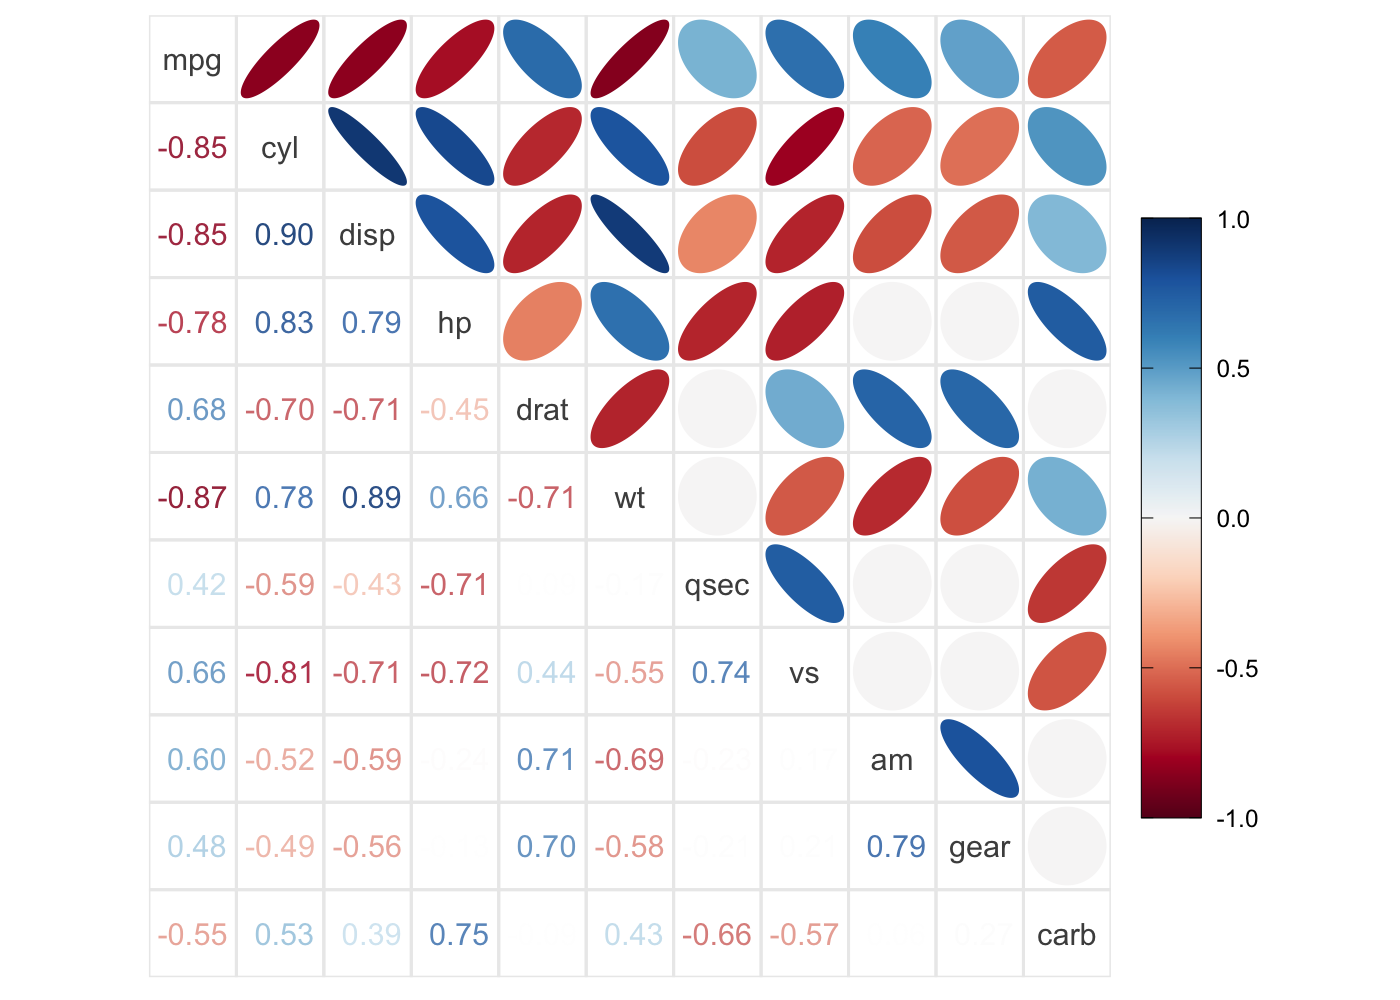 mpg
-0.85 cyl
-0.85 0.90 disp
-0.78 0.83 0.79 hp
0.68 -0.70 -0.71 -0.45 drat
-0.87 0.78 0.89 0.66 -0.71 wt
0.42 -0.59 -0.43 -0.71 qsec
0.66 -0.81 -0.71 -0.72 0.44 -0.55 0.74 vs
0.60 -0.52 -0.59 0.71 -0.69 am
0.48 -0.49 -0.56 0.70 -0.58 0.79 gear
-0.55 0.53 0.39 0.75 0.43 -0.66 -0.57 carb
1.0
0.5
0.0
-0.5
-1.0